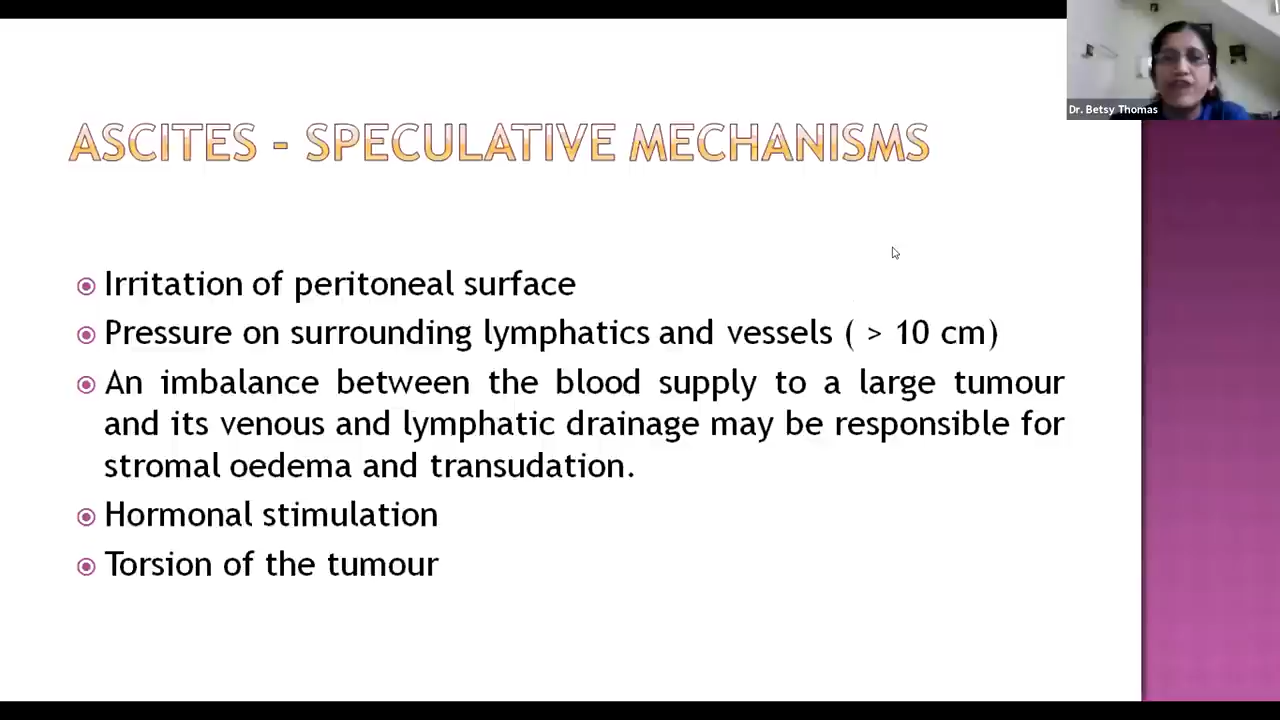 Dr. Betsy Thomas
ASCITES - SPECULATIVE MECHANISMS
Irritation of peritoneal surface
Pressure on surrounding lymphatics and vessels ( > 10 cm)
An imbalance between the blood supply to a large tumour
and its venous and lymphatic drainage may be responsible for
stromal oedema and transudation.
Hormonal stimulation
Torsion of the tumour